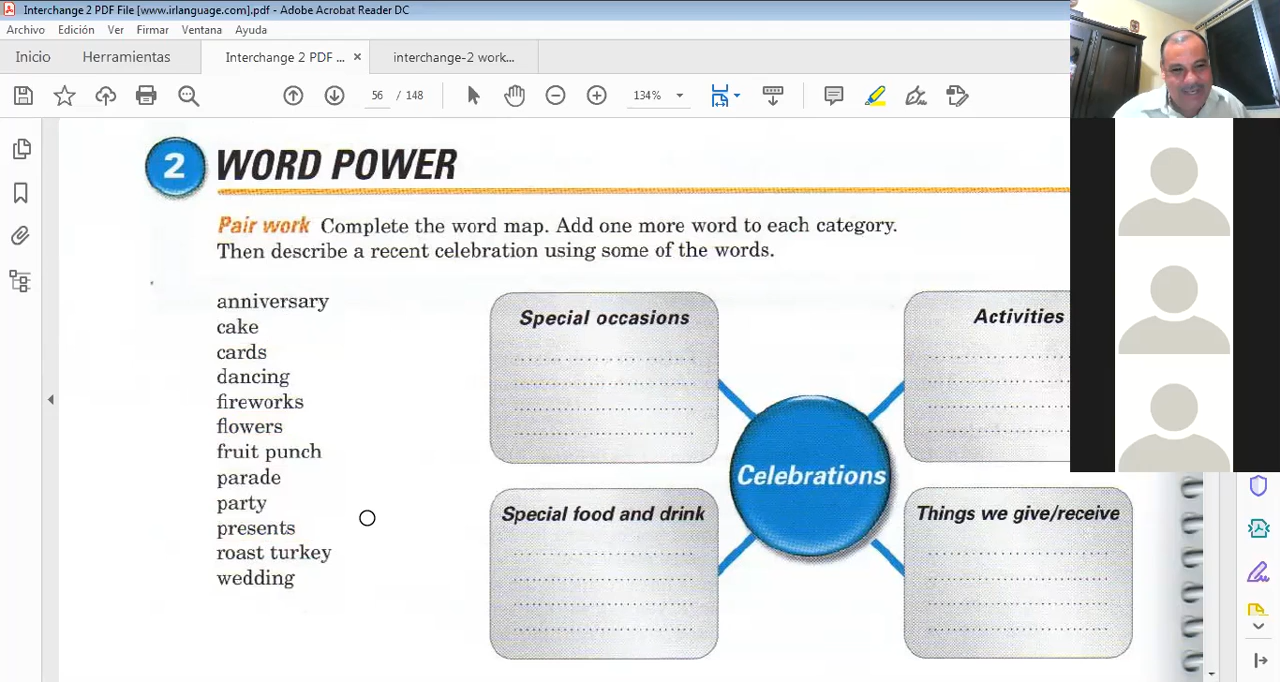 Interchange 2 PDF File [www.irlanguage.com].pdf - Adobe Acrobat Reader DC
Archivo Edición Ver Firmar Ventana Ayuda
Inicio Herramientas Interchange 2 PDF ... × interchange-2 work...
56 / 148 134%
2 WORD POWER
Pair work Complete the word map. Add one more word to each category.
Then describe a recent celebration using some of the words.
anniversary
cake
cards
dancing
fireworks
flowers
fruit punch
parade
party
presents
roast turkey
wedding
Special occasions
Activities
Celebrations
Special food and drink
Things we give/receive